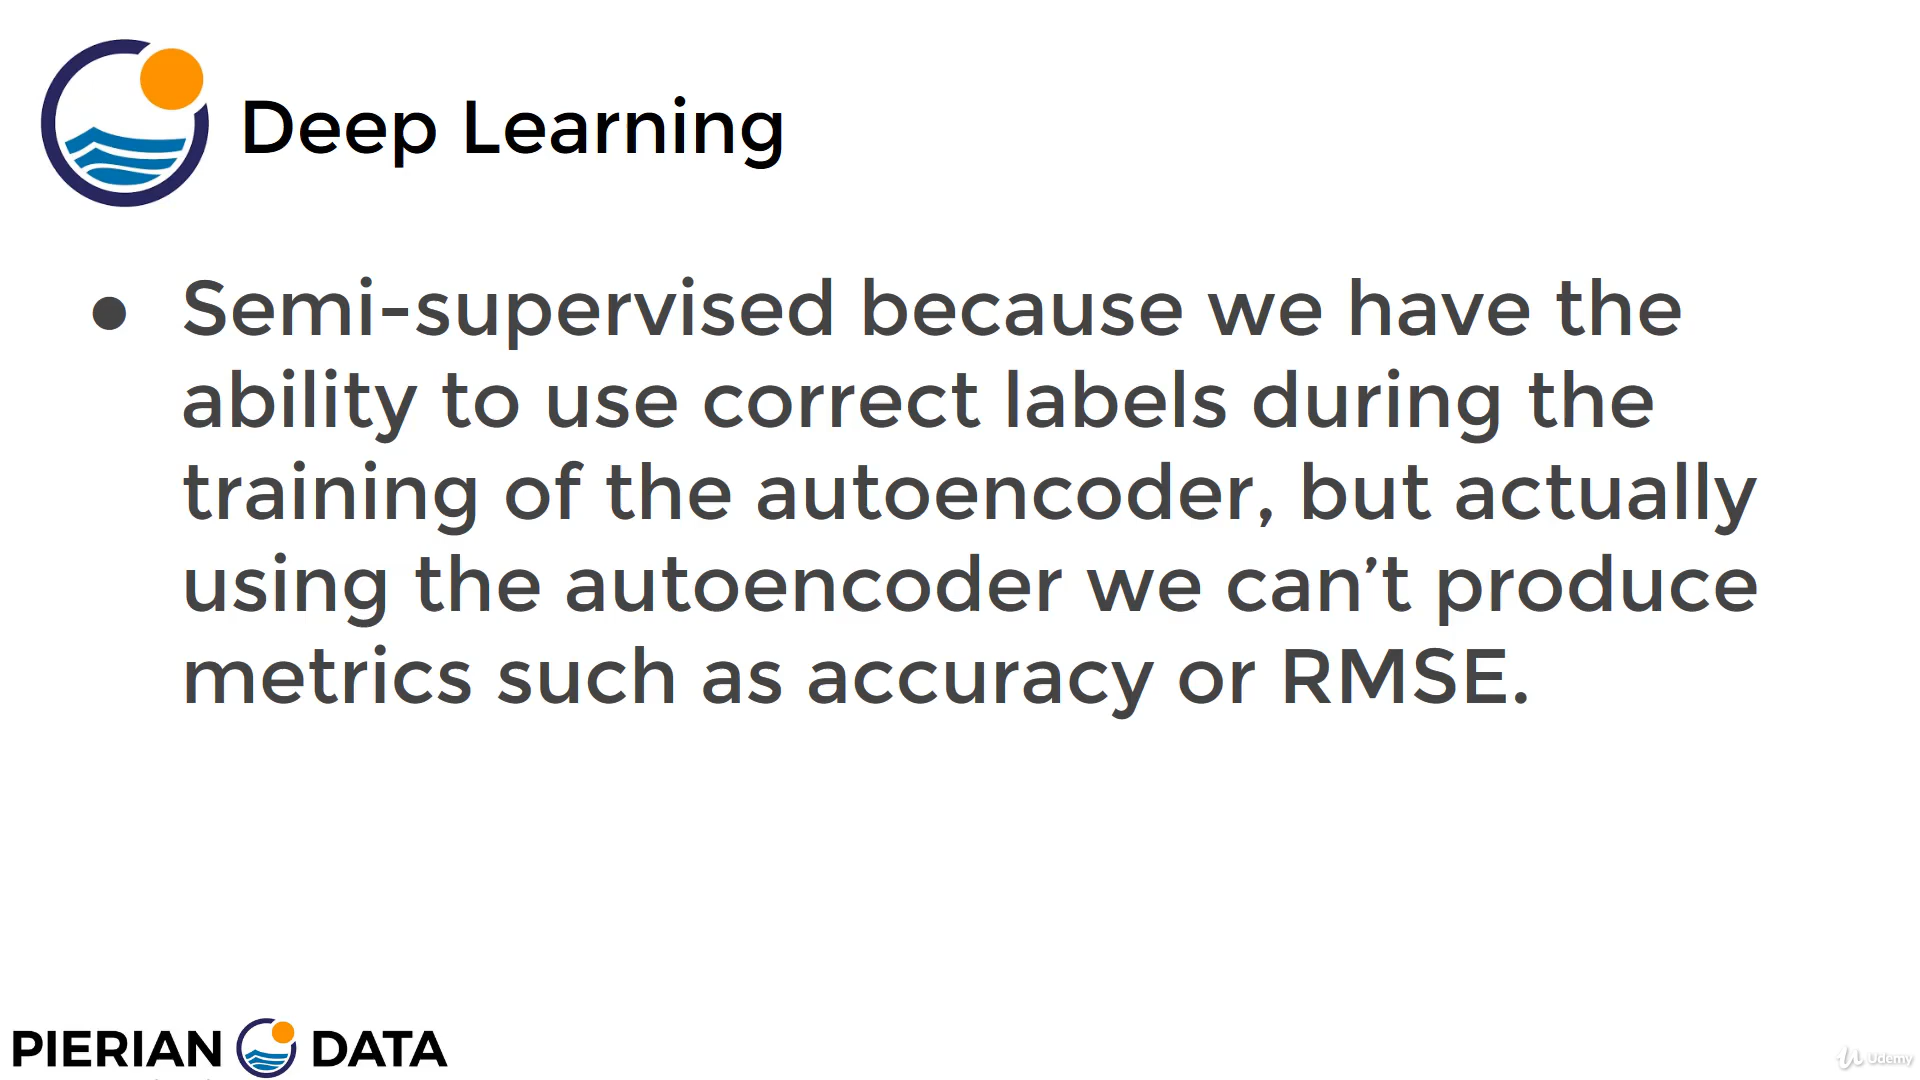 Deep Learning
● Semi-supervised because we have the
ability to use correct labels during the
training of the autoencoder, but actually
using the autoencoder we can’t produce
metrics such as accuracy or RMSE.
PIERIAN DATA
Udemy